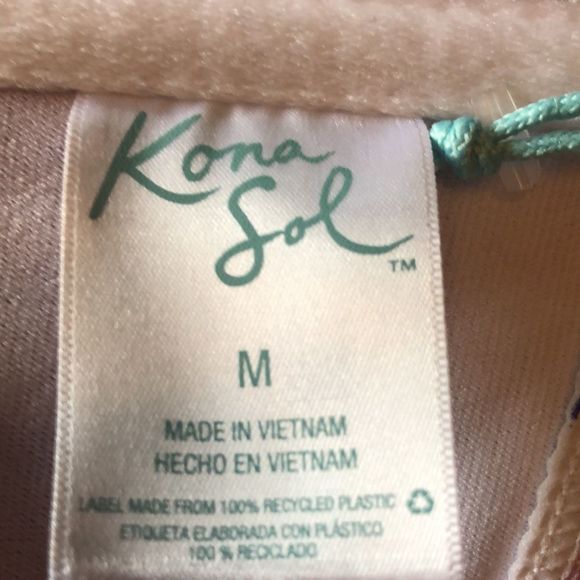 Kona
Sol
™
M
MADE IN VIETNAM
HECHO EN VIETNAM
LABEL MADE FROM 100% RECYCLED PLASTIC
ETIQUETA ELABORADA CON PLÁSTICO
100 % RECICLADO